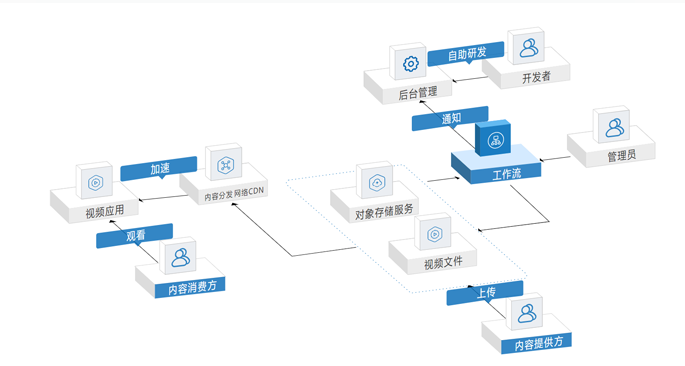 自助研发
后台管理
开发者
通知
管理员
工作流
加速
内容分发网络CDN
视频应用
对象存储服务
观看
视频文件
内容消费方
上传
内容提供方